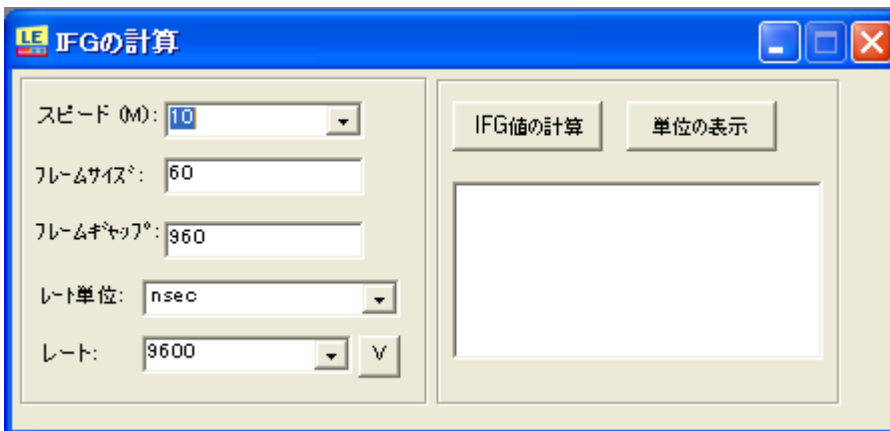 LE IFGの計算
スピード (M): 10
フレームサイズ: 60
フレームギャップ: 960
レート単位: nsec
レート: 9600 V
IFG値の計算 単位の表示